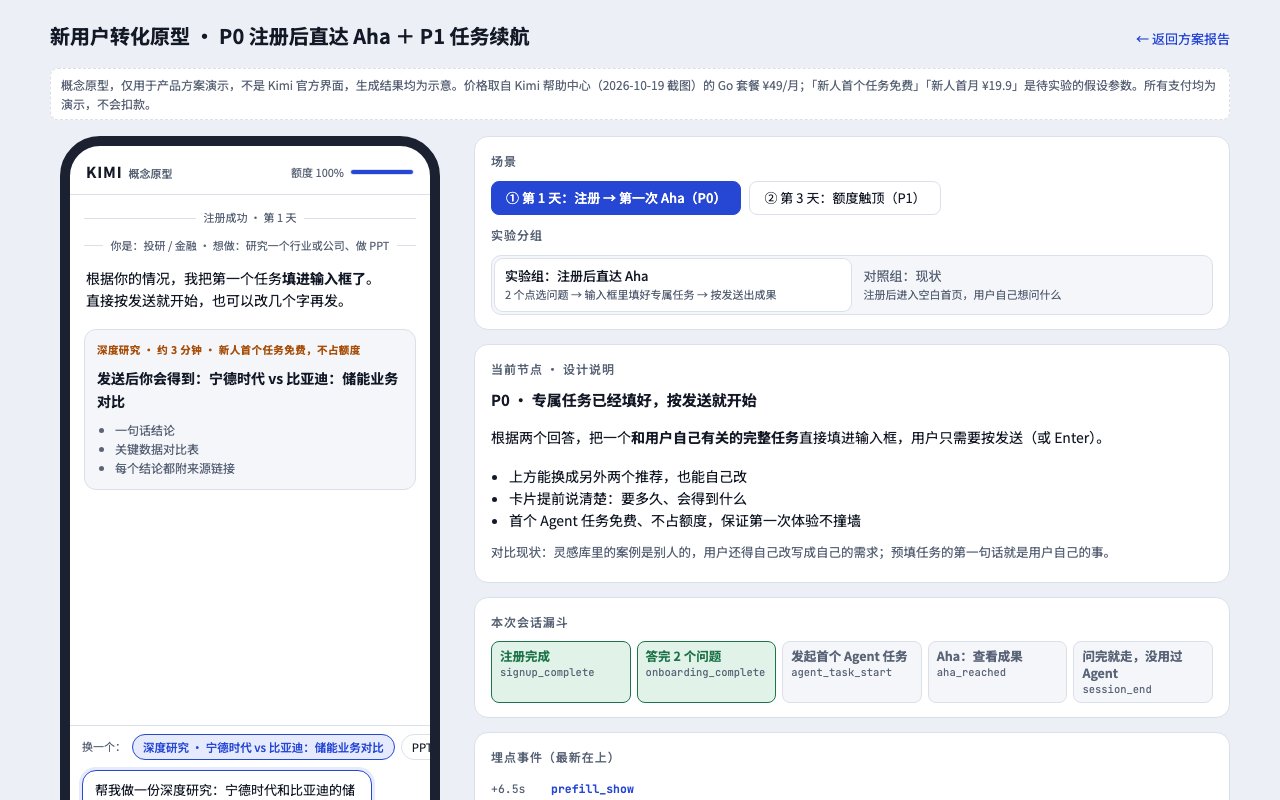 新用户转化原型 · P0 注册后直达 Aha ＋ P1 任务续航
← 返回方案报告
概念原型，仅用于产品方案演示，不是 Kimi 官方界面，生成结果均为示意。价格取自 Kimi 帮助中心（2026-10-19 截图）的 Go 套餐 ¥49/月；「新人首个任务免费」「新人首月 ¥19.9」是待实验的假设参数。所有支付均为
演示，不会扣款。
KIMI 概念原型
额度 100%
注册成功 · 第 1 天
你是：投研 / 金融 · 想做：研究一个行业或公司、做 PPT
根据你的情况，我把第一个任务填进输入框了。
直接按发送就开始，也可以改几个字再发。
深度研究 · 约 3 分钟 · 新人首个任务免费，不占额度
发送后你会得到：宁德时代 vs 比亚迪：储能业务
对比
• 一句话结论
• 关键数据对比表
• 每个结论都附来源链接
换一个：
深度研究 · 宁德时代 vs 比亚迪：储能业务对比
PPT
帮我做一份深度研究：宁德时代和比亚迪的储
场景
① 第 1 天：注册 → 第一次 Aha（P0）
② 第 3 天：额度触顶（P1）
实验分组
实验组：注册后直达 Aha
2 个点选问题 → 输入框里填好专属任务 → 按发送出成果
对照组：现状
注册后进入空白首页，用户自己想问什么
当前节点 · 设计说明
P0 · 专属任务已经填好，按发送就开始
根据两个回答，把一个和用户自己有关的完整任务直接填进输入框，用户只需要按发送（或 Enter）。
• 上方能换成另外两个推荐，也能自己改
• 卡片提前说清楚：要多久、会得到什么
• 首个 Agent 任务免费、不占额度，保证第一次体验不撞墙
对比现状：灵感库里的案例是别人的，用户还得自己改写成自己的需求；预填任务的第一句话就是用户自己的事。
本次会话漏斗
注册完成
signup_complete
答完 2 个问题
onboarding_complete
发起首个 Agent 任务
agent_task_start
Aha：查看成果
aha_reached
问完就走，没用过
Agent
session_end
埋点事件（最新在上）
+6.5s prefill_show